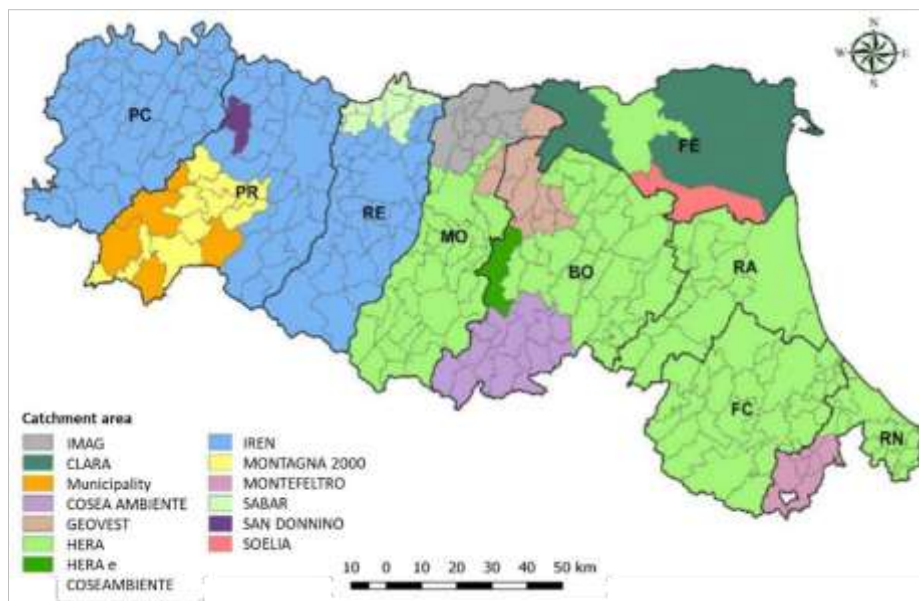 N
W E
S
PC
PR
RE
MO
BO
FE
RA
FC
RN
Catchment area
IMAG
CLARA
Municipality
COSEA AMBIENTE
GEOVEST
HERA
HERA e
COSEAMBIENTE
IREN
MONTAGNA 2000
MONTEFELTRO
SABAR
SAN DONNINO
SOELIA
10 0 10 20 30 40 50 km